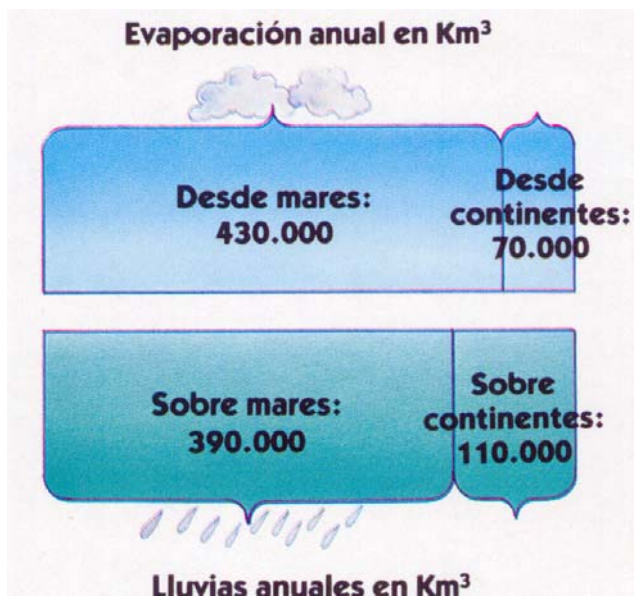 Evaporación anual en Km³
Desde mares:
430.000
Desde
continentes:
70.000
Sobre mares:
390.000
Sobre
continentes:
110.000
Lluvias anuales en Km³